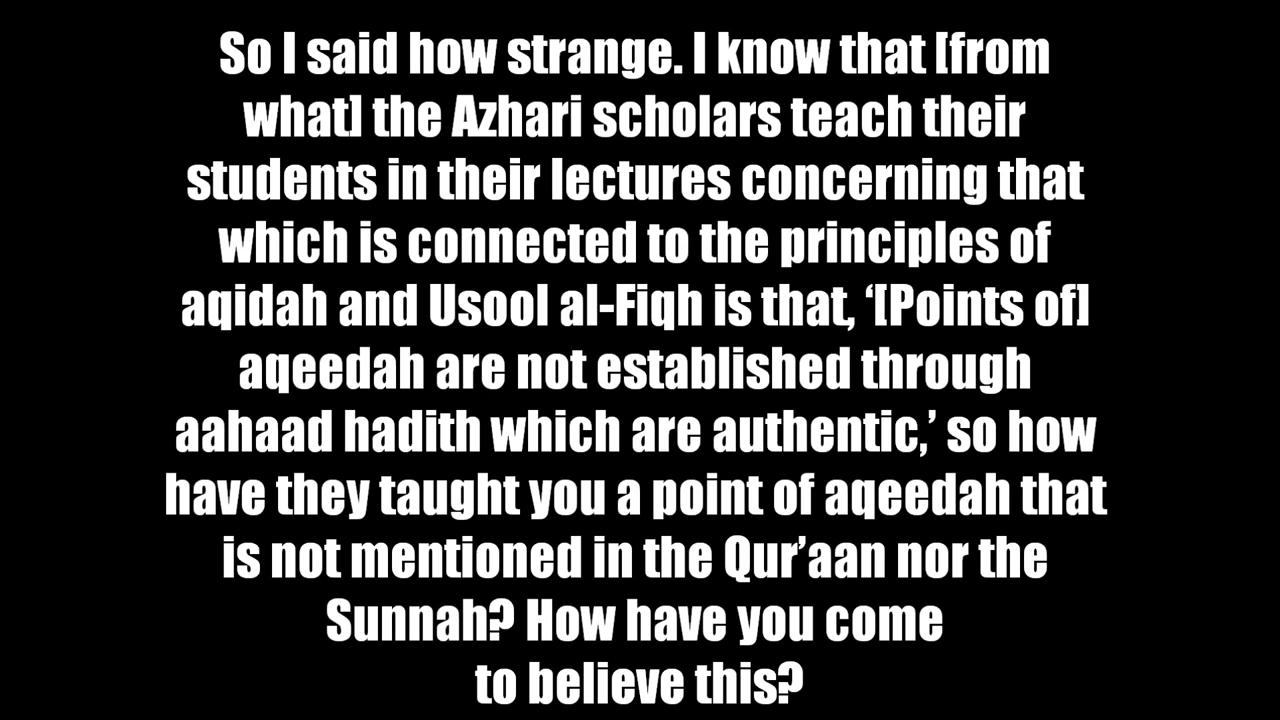 So I said how strange. I know that [from
what] the Azhari scholars teach their
students in their lectures concerning that
which is connected to the principles of
aqidah and Usool al-Fiqh is that, ‘[Points of]
aqeedah are not established through
aahaad hadith which are authentic,’ so how
have they taught you a point of aqeedah that
is not mentioned in the Qur’aan nor the
Sunnah? How have you come
to believe this?